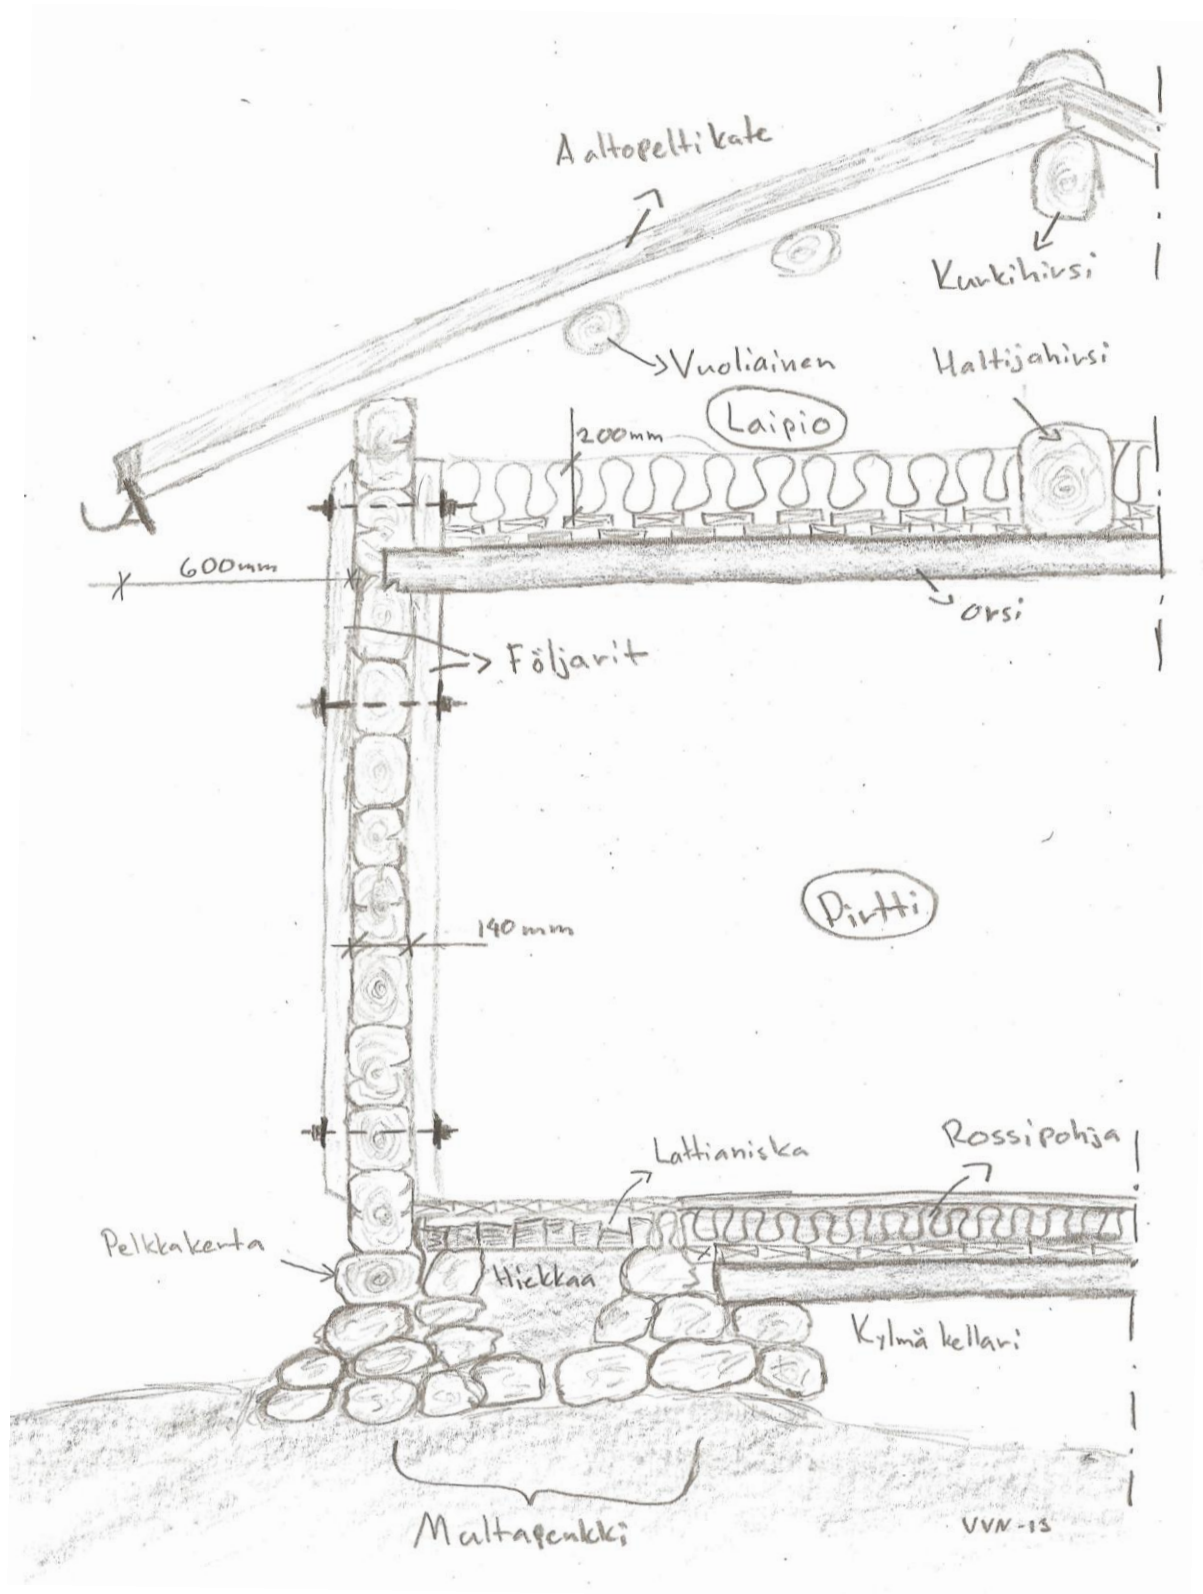 Aaltopeltikate
Kurkihirsi
Haltijahirsi
Vuoliainen
Laipio
200mm
600mm
orsi
Följarit
Pirtti
140mm
Rossipohja
Lattianiska
Pelkkakerta
Hiekkaa
Kylmä kellari
Multapenkki
VVN-13